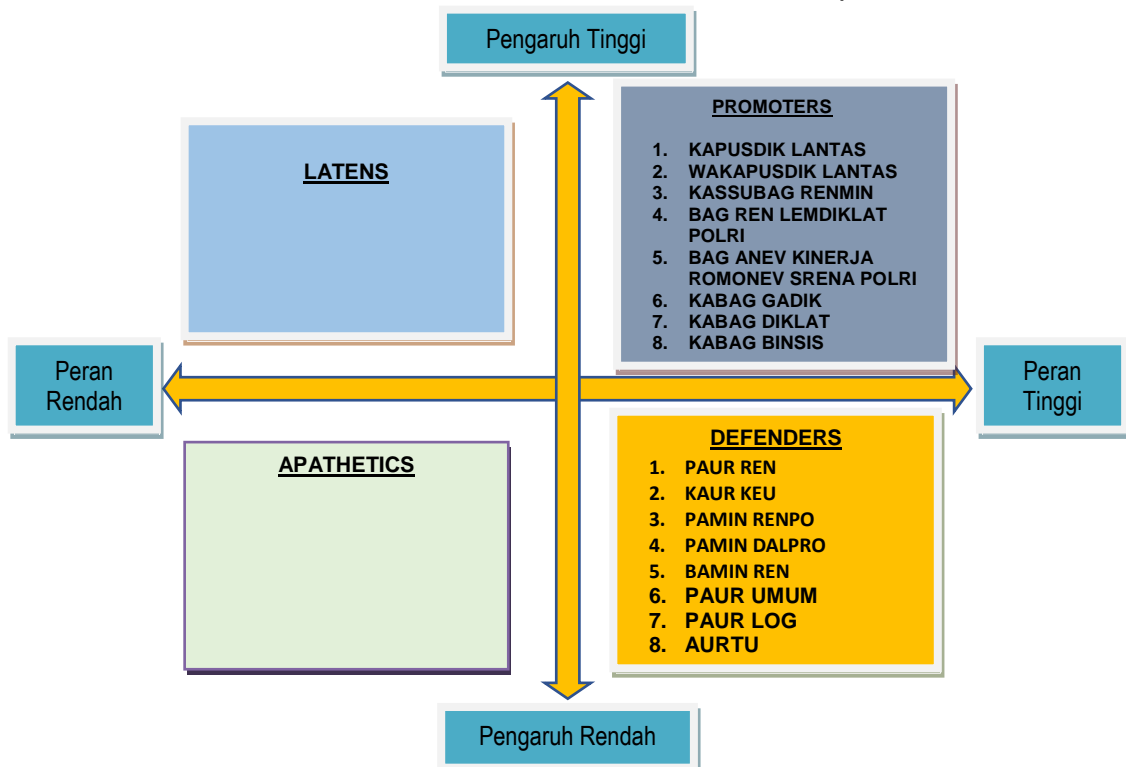 Pengaruh Tinggi
LATENS
PROMOTERS
1. KAPUSDIK LANTAS
2. WAKAPUSDIK LANTAS
3. KASSUBAG RENMIN
4. BAG REN LEMDIKLAT
POLRI
5. BAG ANEV KINERJA
ROMONEV SRENA POLRI
6. KABAG GADIK
7. KABAG DIKLAT
8. KABAG BINSIS
Peran
Rendah
Peran
Tinggi
APATHETICS
DEFENDERS
1. PAUR REN
2. KAUR KEU
3. PAMIN RENPO
4. PAMIN DALPRO
5. BAMIN REN
6. PAUR UMUM
7. PAUR LOG
8. AURTU
Pengaruh Rendah